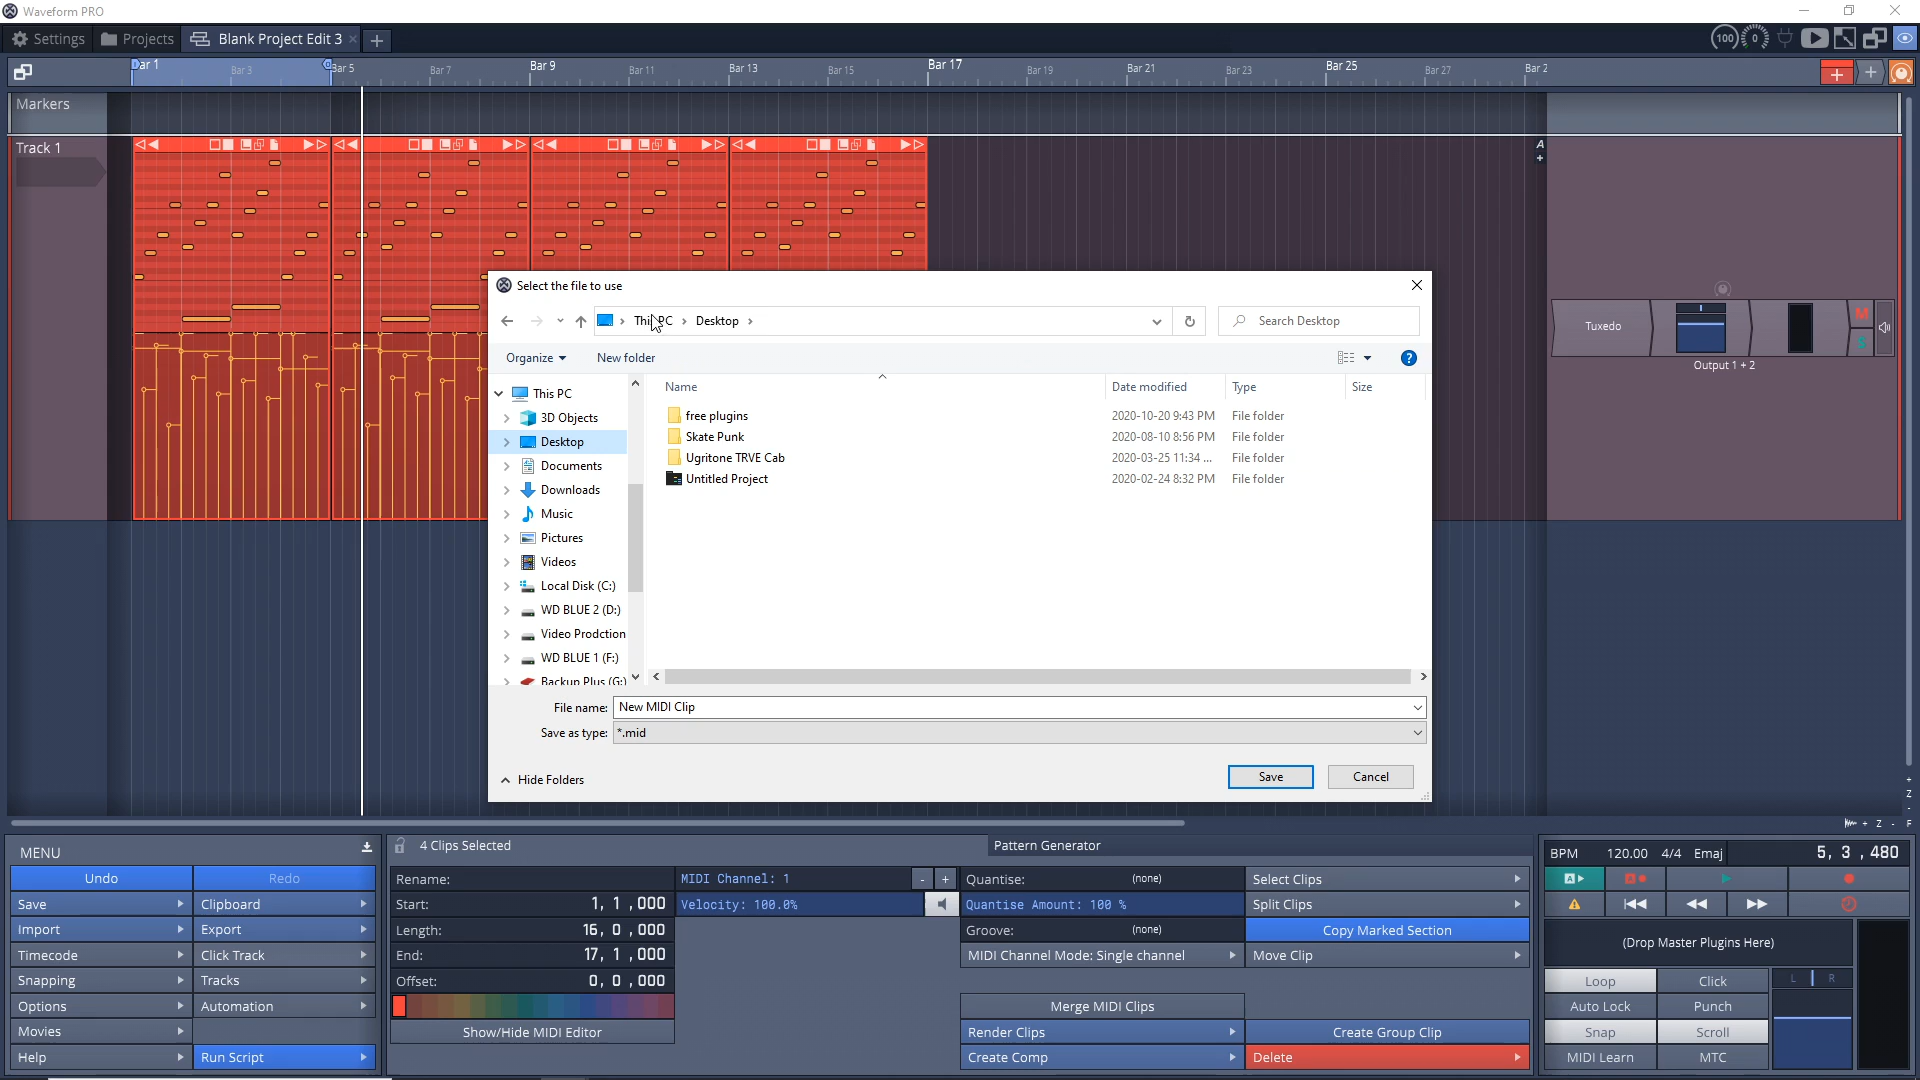 Waveform PRO
Settings
Projects
Blank Project Edit 3
100
0
Bar 1
Bar 3
Bar 5
Bar 7
Bar 9
Bar 11
Bar 13
Bar 15
Bar 17
Bar 19
Bar 21
Bar 23
Bar 25
Bar 27
Bar 2
Markers
Track 1
A
Tuxedo
M
S
Output 1 + 2
Select the file to use
This PC
Desktop
Search Desktop
Organize
New folder
Name
Date modified
Type
Size
This PC
3D Objects
Desktop
Documents
Downloads
Music
Pictures
Videos
Local Disk (C:)
WD BLUE 2 (D:)
Video Prodction
WD BLUE 1 (F:)
Backup Plus (G:)
free plugins 2020-10-20 9:43 PM File folder
Skate Punk 2020-08-10 8:56 PM File folder
Ugritone TRVE Cab 2020-03-25 11:34 ... File folder
Untitled Project 2020-02-24 8:32 PM File folder
File name: New MIDI Clip
Save as type: *.mid
Hide Folders
Save
Cancel
+ Z -
+ Z - F
MENU
Undo
Redo
Save
Clipboard
Import
Export
Timecode
Click Track
Snapping
Tracks
Options
Automation
Movies
Help
Run Script
4 Clips Selected
Pattern Generator
Rename:
Start: 1, 1 ,000
Length: 16, 0 ,000
End: 17, 1 ,000
Offset: 0, 0 ,000
Show/Hide MIDI Editor
MIDI Channel: 1
- +
Velocity: 100.0%
Quantise: (none)
Quantise Amount: 100 %
Groove: (none)
MIDI Channel Mode: Single channel
Merge MIDI Clips
Render Clips
Create Comp
Select Clips
Split Clips
Copy Marked Section
Move Clip
Create Group Clip
Delete
BPM 120.00 4/4 Emaj 5, 3 ,480
A
A
(Drop Master Plugins Here)
Loop
Click
Auto Lock
Punch
Snap
Scroll
MIDI Learn
MTC
L R